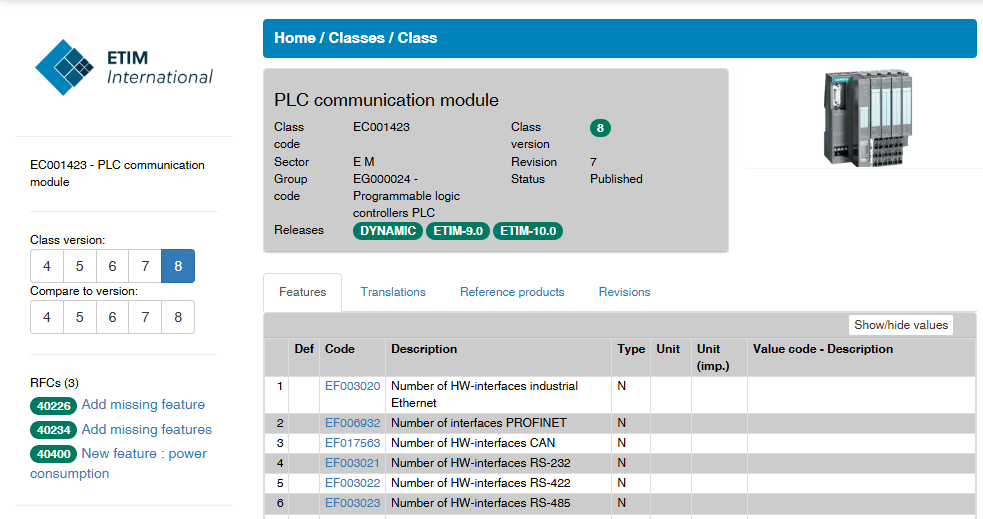 ETIM
International
EC001423 - PLC communication
module
Class version:
4 5 6 7 8
Compare to version:
4 5 6 7 8
RFCs (3)
40226 Add missing feature
40234 Add missing features
40400 New feature : power
consumption
Home / Classes / Class
PLC communication module
Class code EC001423 Class version 8
Sector E M Revision 7
Group code EG000024 - Programmable logic controllers PLC Status Published
Releases DYNAMIC ETIM-9.0 ETIM-10.0
Features Translations Reference products Revisions
Show/hide values
Def Code Description Type Unit Unit (imp.) Value code - Description
1 EF003020 Number of HW-interfaces industrial Ethernet N
2 EF006932 Number of interfaces PROFINET N
3 EF017563 Number of HW-interfaces CAN N
4 EF003021 Number of HW-interfaces RS-232 N
5 EF003022 Number of HW-interfaces RS-422 N
6 EF003023 Number of HW-interfaces RS-485 N